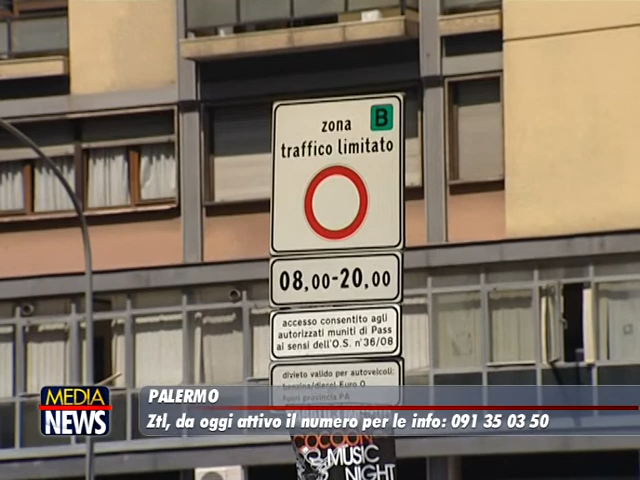 B
zona
traffico limitato
08,00-20,00
accesso consentito agli
autorizzati muniti di Pass
ai sensi dell'O.S. n°36/08
divieto valido per autoveicoli:
benzina/diesel Euro 0
fuori provincia PA
MEDIA
NEWS
PALERMO
Ztl, da oggi attivo il numero per le info: 091 35 03 50
COCOON
MUSIC
NIGHT